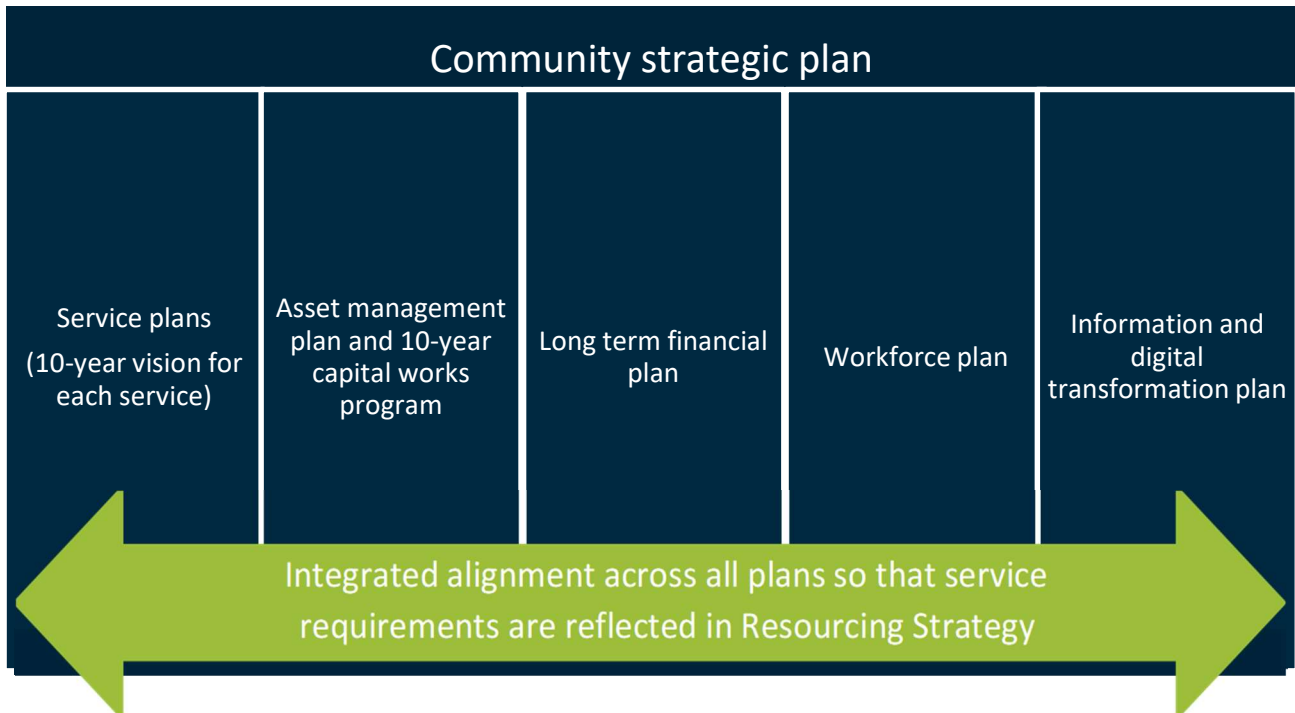 Community strategic plan
Service plans
(10-year vision for
each service)
Asset management
plan and 10-year
capital works
program
Long term financial
plan
Workforce plan
Information and
digital
transformation plan
Integrated alignment across all plans so that service
requirements are reflected in Resourcing Strategy